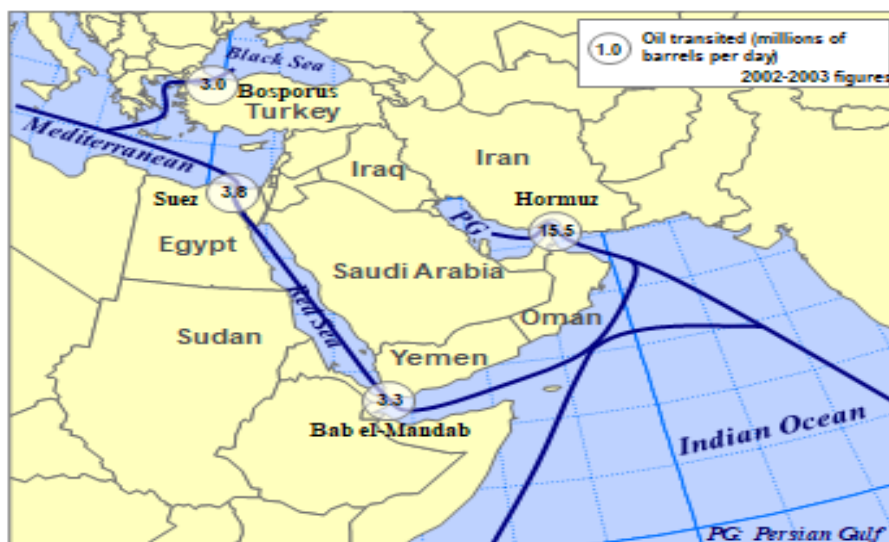 1.0
Oil transited (millions of
barrels per day)
2002-2003 figures
Black Sea
3.0
Bosporus
Turkey
Mediterranean
Iraq
Iran
Suez
3.8
Hormuz
PG
15.5
Egypt
Saudi Arabia
Red Sea
Oman
Sudan
Yemen
3.3
Bab el-Mandab
Indian Ocean
PG: Persian Gulf